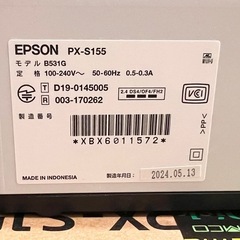 EPSON PX-S155
モデル B531G
定格 100-240V~ 50-60Hz 0.5-0.3A
T D19-0145005
R 003-170262
2.4 DS4/OF4/FH2
VCI
>PC<
製造番号
*XBX6011572*
MADE IN INDONESIA
2024.05.13